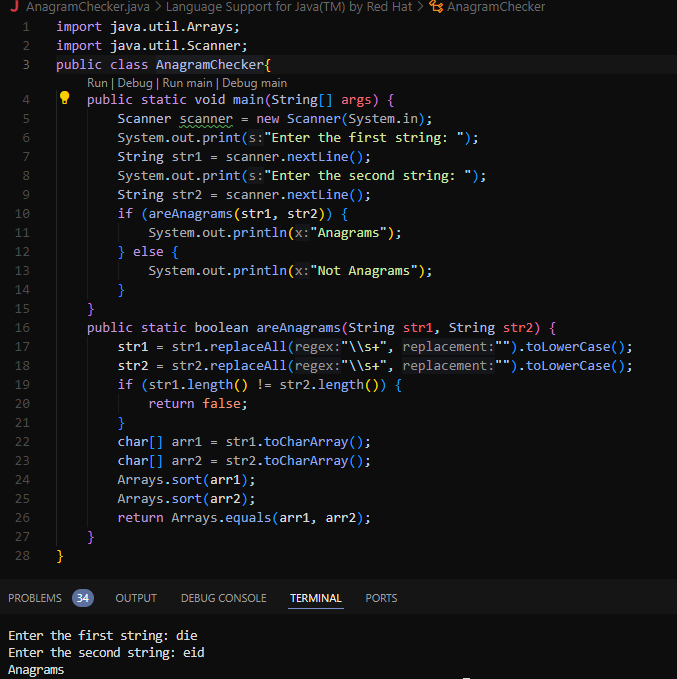 AnagramChecker.java > Language Support for Java(TM) by Red Hat > AnagramChecker
1 import java.util.Arrays;
2 import java.util.Scanner;
3 public class AnagramChecker{
Run | Debug | Run main | Debug main
4 public static void main(String[] args) {
5 Scanner scanner = new Scanner(System.in);
6 System.out.print(s:"Enter the first string: ");
7 String str1 = scanner.nextLine();
8 System.out.print(s:"Enter the second string: ");
9 String str2 = scanner.nextLine();
10 if (areAnagrams(str1, str2)) {
11 System.out.println(x:"Anagrams");
12 } else {
13 System.out.println(x:"Not Anagrams");
14 }
15 }
16 public static boolean areAnagrams(String str1, String str2) {
17 str1 = str1.replaceAll(regex:"\\s+", replacement:"").toLowerCase();
18 str2 = str2.replaceAll(regex:"\\s+", replacement:"").toLowerCase();
19 if (str1.length() != str2.length()) {
20 return false;
21 }
22 char[] arr1 = str1.toCharArray();
23 char[] arr2 = str2.toCharArray();
24 Arrays.sort(arr1);
25 Arrays.sort(arr2);
26 return Arrays.equals(arr1, arr2);
27 }
28 }
PROBLEMS 34 OUTPUT DEBUG CONSOLE TERMINAL PORTS
Enter the first string: die
Enter the second string: eid
Anagrams